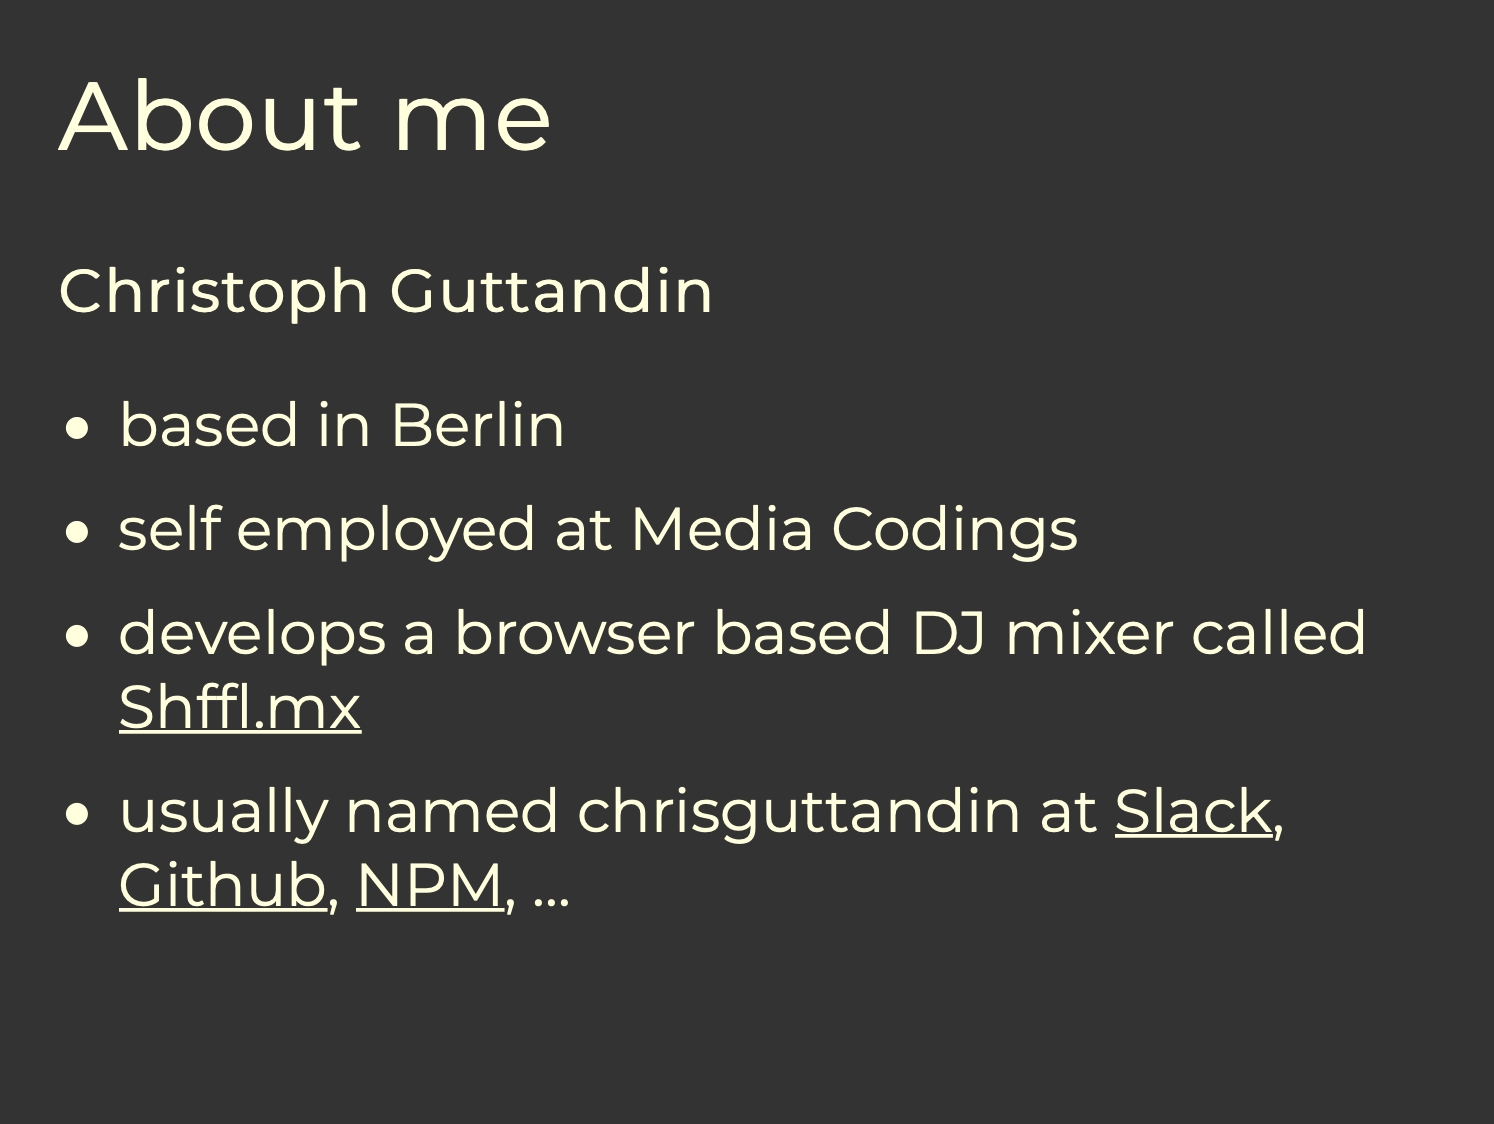 About me
Christoph Guttandin
• based in Berlin
• self employed at Media Codings
• develops a browser based DJ mixer called
Shffl.mx
• usually named chrisguttandin at Slack,
Github, NPM, ...